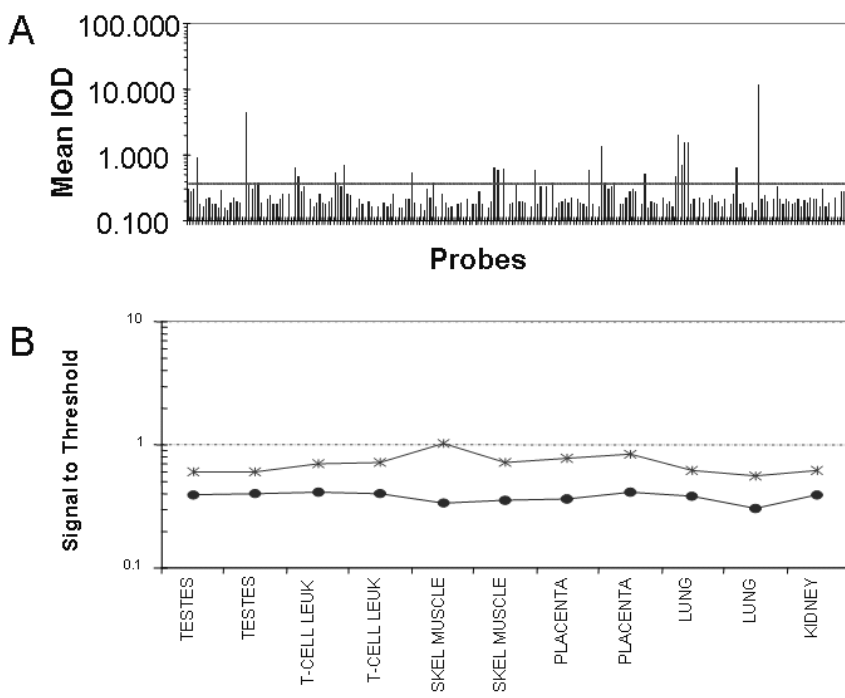 A
Mean IOD
100.000
10.000
1.000
0.100
Probes
B
Signal to Threshold
10
1
0.1
TESTES
TESTES
T-CELL LEUK
T-CELL LEUK
SKEL MUSCLE
SKEL MUSCLE
PLACENTA
PLACENTA
LUNG
LUNG
KIDNEY